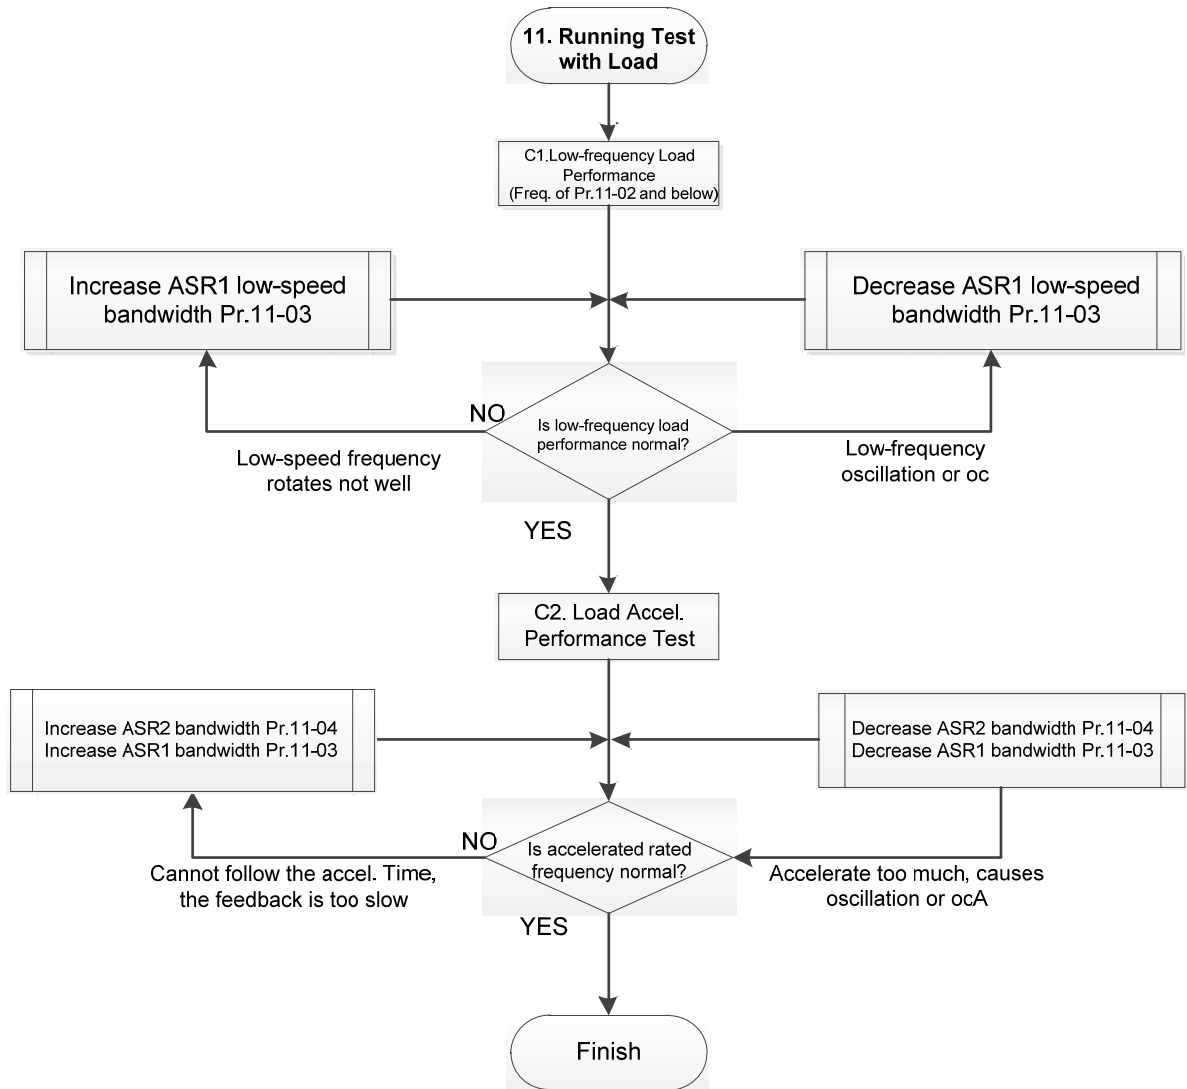 11. Running Test
with Load
C1.Low-frequency Load
Performance
(Freq. of Pr.11-02 and below)
Increase ASR1 low-speed
bandwidth Pr.11-03
Decrease ASR1 low-speed
bandwidth Pr.11-03
NO
Is low-frequency load
performance normal?
Low-speed frequency
rotates not well
Low-frequency
oscillation or oc
YES
C2. Load Accel.
Performance Test
Increase ASR2 bandwidth Pr.11-04
Increase ASR1 bandwidth Pr.11-03
Decrease ASR2 bandwidth Pr.11-04
Decrease ASR1 bandwidth Pr.11-03
NO
Is accelerated rated
frequency normal?
Cannot follow the accel. Time,
the feedback is too slow
Accelerate too much, causes
oscillation or ocA
YES
Finish